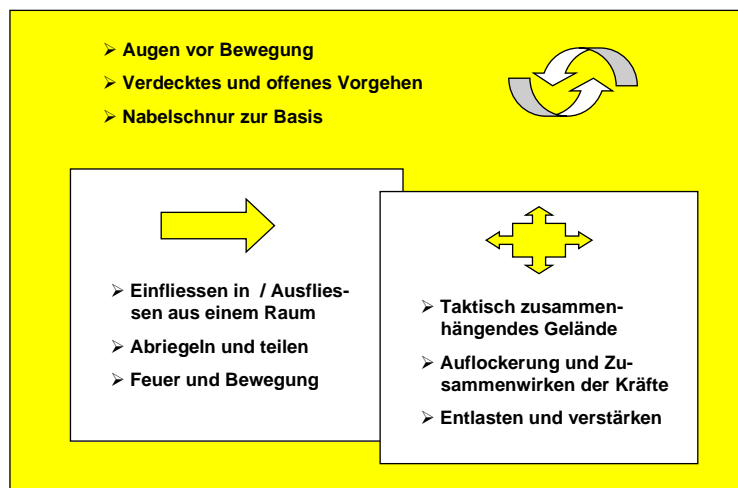 ➢ Augen vor Bewegung
➢ Verdecktes und offenes Vorgehen
➢ Nabelschnur zur Basis
➢ Einfliessen in / Ausflies-
sen aus einem Raum
➢ Abriegeln und teilen
➢ Feuer und Bewegung
➢ Taktisch zusammen-
hängendes Gelände
➢ Auflockerung und Zu-
sammenwirken der Kräfte
➢ Entlasten und verstärken